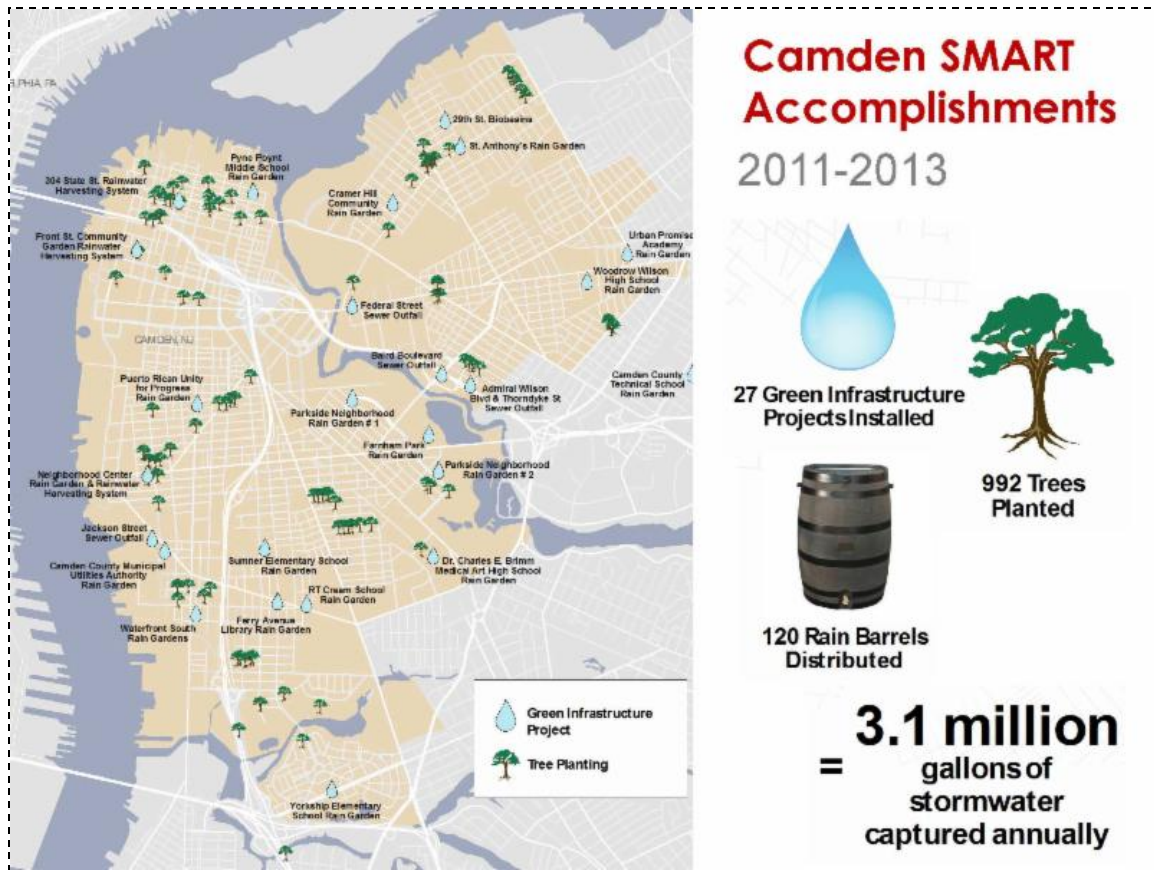 LPHIA, PA
304 State St. Rainwater
Harvesting System
Pyne Poynt
Middle School
Rain Garden
29th St. Biobasins
St. Anthony's Rain Garden
Cramer Hill
Community
Rain Garden
Front St. Community
Garden Rainwater
Harvesting System
Urban Promise
Academy
Rain Garden
Woodrow Wilson
High School
Rain Garden
Federal Street
Sewer Outfall
CAMDEN, NJ
Baird Boulevard
Sewer Outfall
Admiral Wilson
Blvd & Thorndyke St
Sewer Outfall
Camden County
Technical School
Rain Garden
Puerto Rican Unity
for Progress
Rain Garden
Parkside Neighborhood
Rain Garden # 1
Farnham Park
Rain Garden
Parkside Neighborhood
Rain Garden # 2
Neighborhood Center
Rain Garden & Rainwater
Harvesting System
Jackson Street
Sewer Outfall
Camden County Municipal
Utilities Authority
Rain Garden
Sumner Elementary School
Rain Garden
Dr. Charles E. Brimm
Medical Art High School
Rain Garden
RT Cream School
Rain Garden
Ferry Avenue
Library Rain Garden
Waterfront South
Rain Gardens
Yorkship Elementary
School Rain Garden
Green Infrastructure
Project
Tree Planting
Camden SMART
Accomplishments
2011-2013
27 Green Infrastructure
Projects Installed
992 Trees
Planted
120 Rain Barrels
Distributed
= 3.1 million
gallons of
stormwater
captured annually